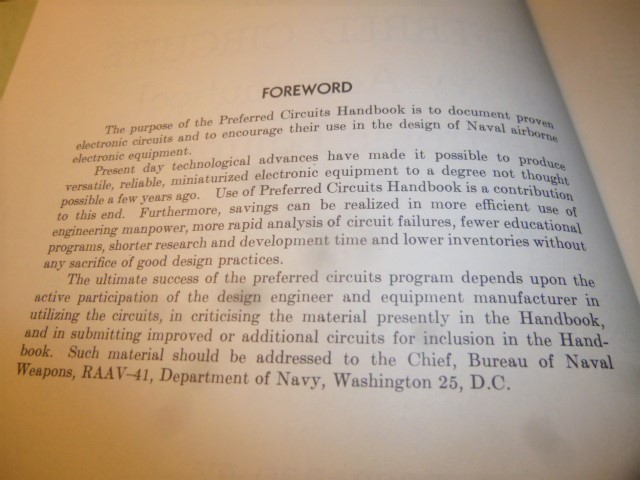 FOREWORD
The purpose of the Preferred Circuits Handbook is to document proven
electronic circuits and to encourage their use in the design of Naval airborne
electronic equipment.
Present day technological advances have made it possible to produce
versatile, reliable, miniaturized electronic equipment to a degree not thought
possible a few years ago. Use of Preferred Circuits Handbook is a contribution
to this end. Furthermore, savings can be realized in more efficient use of
engineering manpower, more rapid analysis of circuit failures, fewer educational
programs, shorter research and development time and lower inventories without
any sacrifice of good design practices.
The ultimate success of the preferred circuits program depends upon the
active participation of the design engineer and equipment manufacturer in
utilizing the circuits, in criticising the material presently in the Handbook,
and in submitting improved or additional circuits for inclusion in the Hand-
book. Such material should be addressed to the Chief, Bureau of Naval
Weapons, RAAV-41, Department of Navy, Washington 25, D.C.